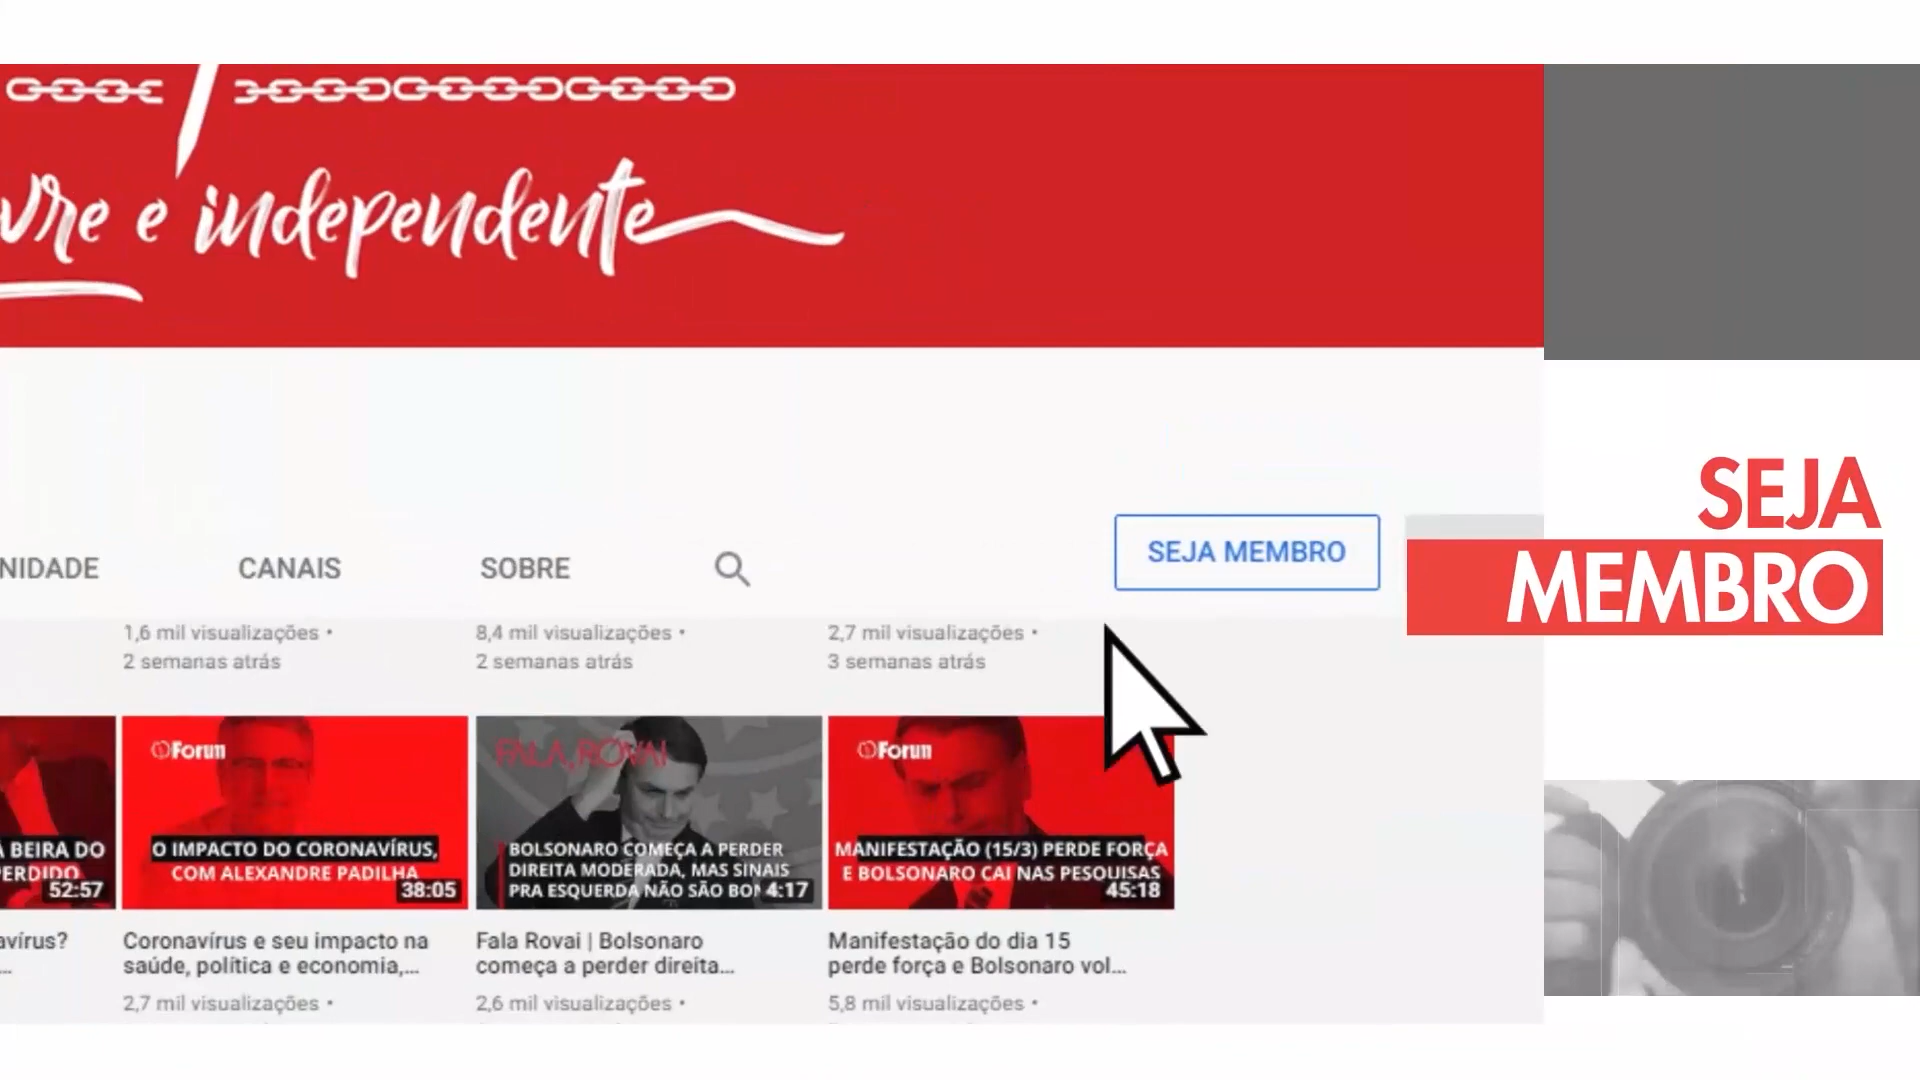 vre e independente
NIDADE
CANAIS
SOBRE
SEJA MEMBRO
SEJA
MEMBRO
1,6 mil visualizações •
2 semanas atrás
8,4 mil visualizações •
2 semanas atrás
2,7 mil visualizações •
3 semanas atrás
A BEIRA DO
ERDIDO
52:57
Forum
O IMPACTO DO CORONAVÍRUS,
COM ALEXANDRE PADILHA
38:05
FALA, ROVAI
BOLSONARO COMEÇA A PERDER
DIREITA MODERADA, MAS SINAIS
PRA ESQUERDA NÃO SÃO BON
4:17
Forum
MANIFESTAÇÃO (15/3) PERDE FORÇA
E BOLSONARO CAI NAS PESQUISAS
45:18
avírus?
...
Coronavírus e seu impacto na
saúde, política e economia,...
2,7 mil visualizações •
Fala Rovai | Bolsonaro
começa a perder direita...
2,6 mil visualizações •
Manifestação do dia 15
perde força e Bolsonaro vol...
5,8 mil visualizações •